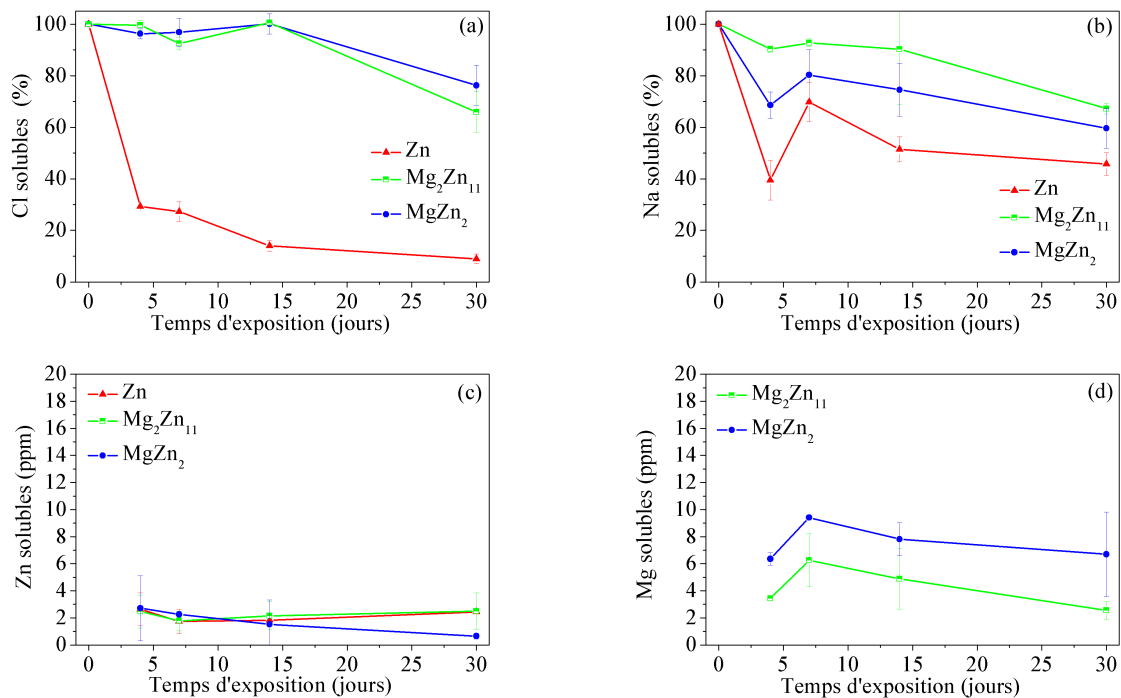 (a)
100
80
60
40
20
0
Cl solubles (%)
Zn
Mg₂Zn₁₁
MgZn₂
0 5 10 15 20 25 30
Temps d'exposition (jours)
(b)
100
80
60
40
20
0
Na solubles (%)
Zn
Mg₂Zn₁₁
MgZn₂
0 5 10 15 20 25 30
Temps d'exposition (jours)
(c)
20
18
16
14
12
10
8
6
4
2
0
Zn solubles (ppm)
Zn
Mg₂Zn₁₁
MgZn₂
0 5 10 15 20 25 30
Temps d'exposition (jours)
(d)
20
18
16
14
12
10
8
6
4
2
0
Mg solubles (ppm)
Mg₂Zn₁₁
MgZn₂
0 5 10 15 20 25 30
Temps d'exposition (jours)